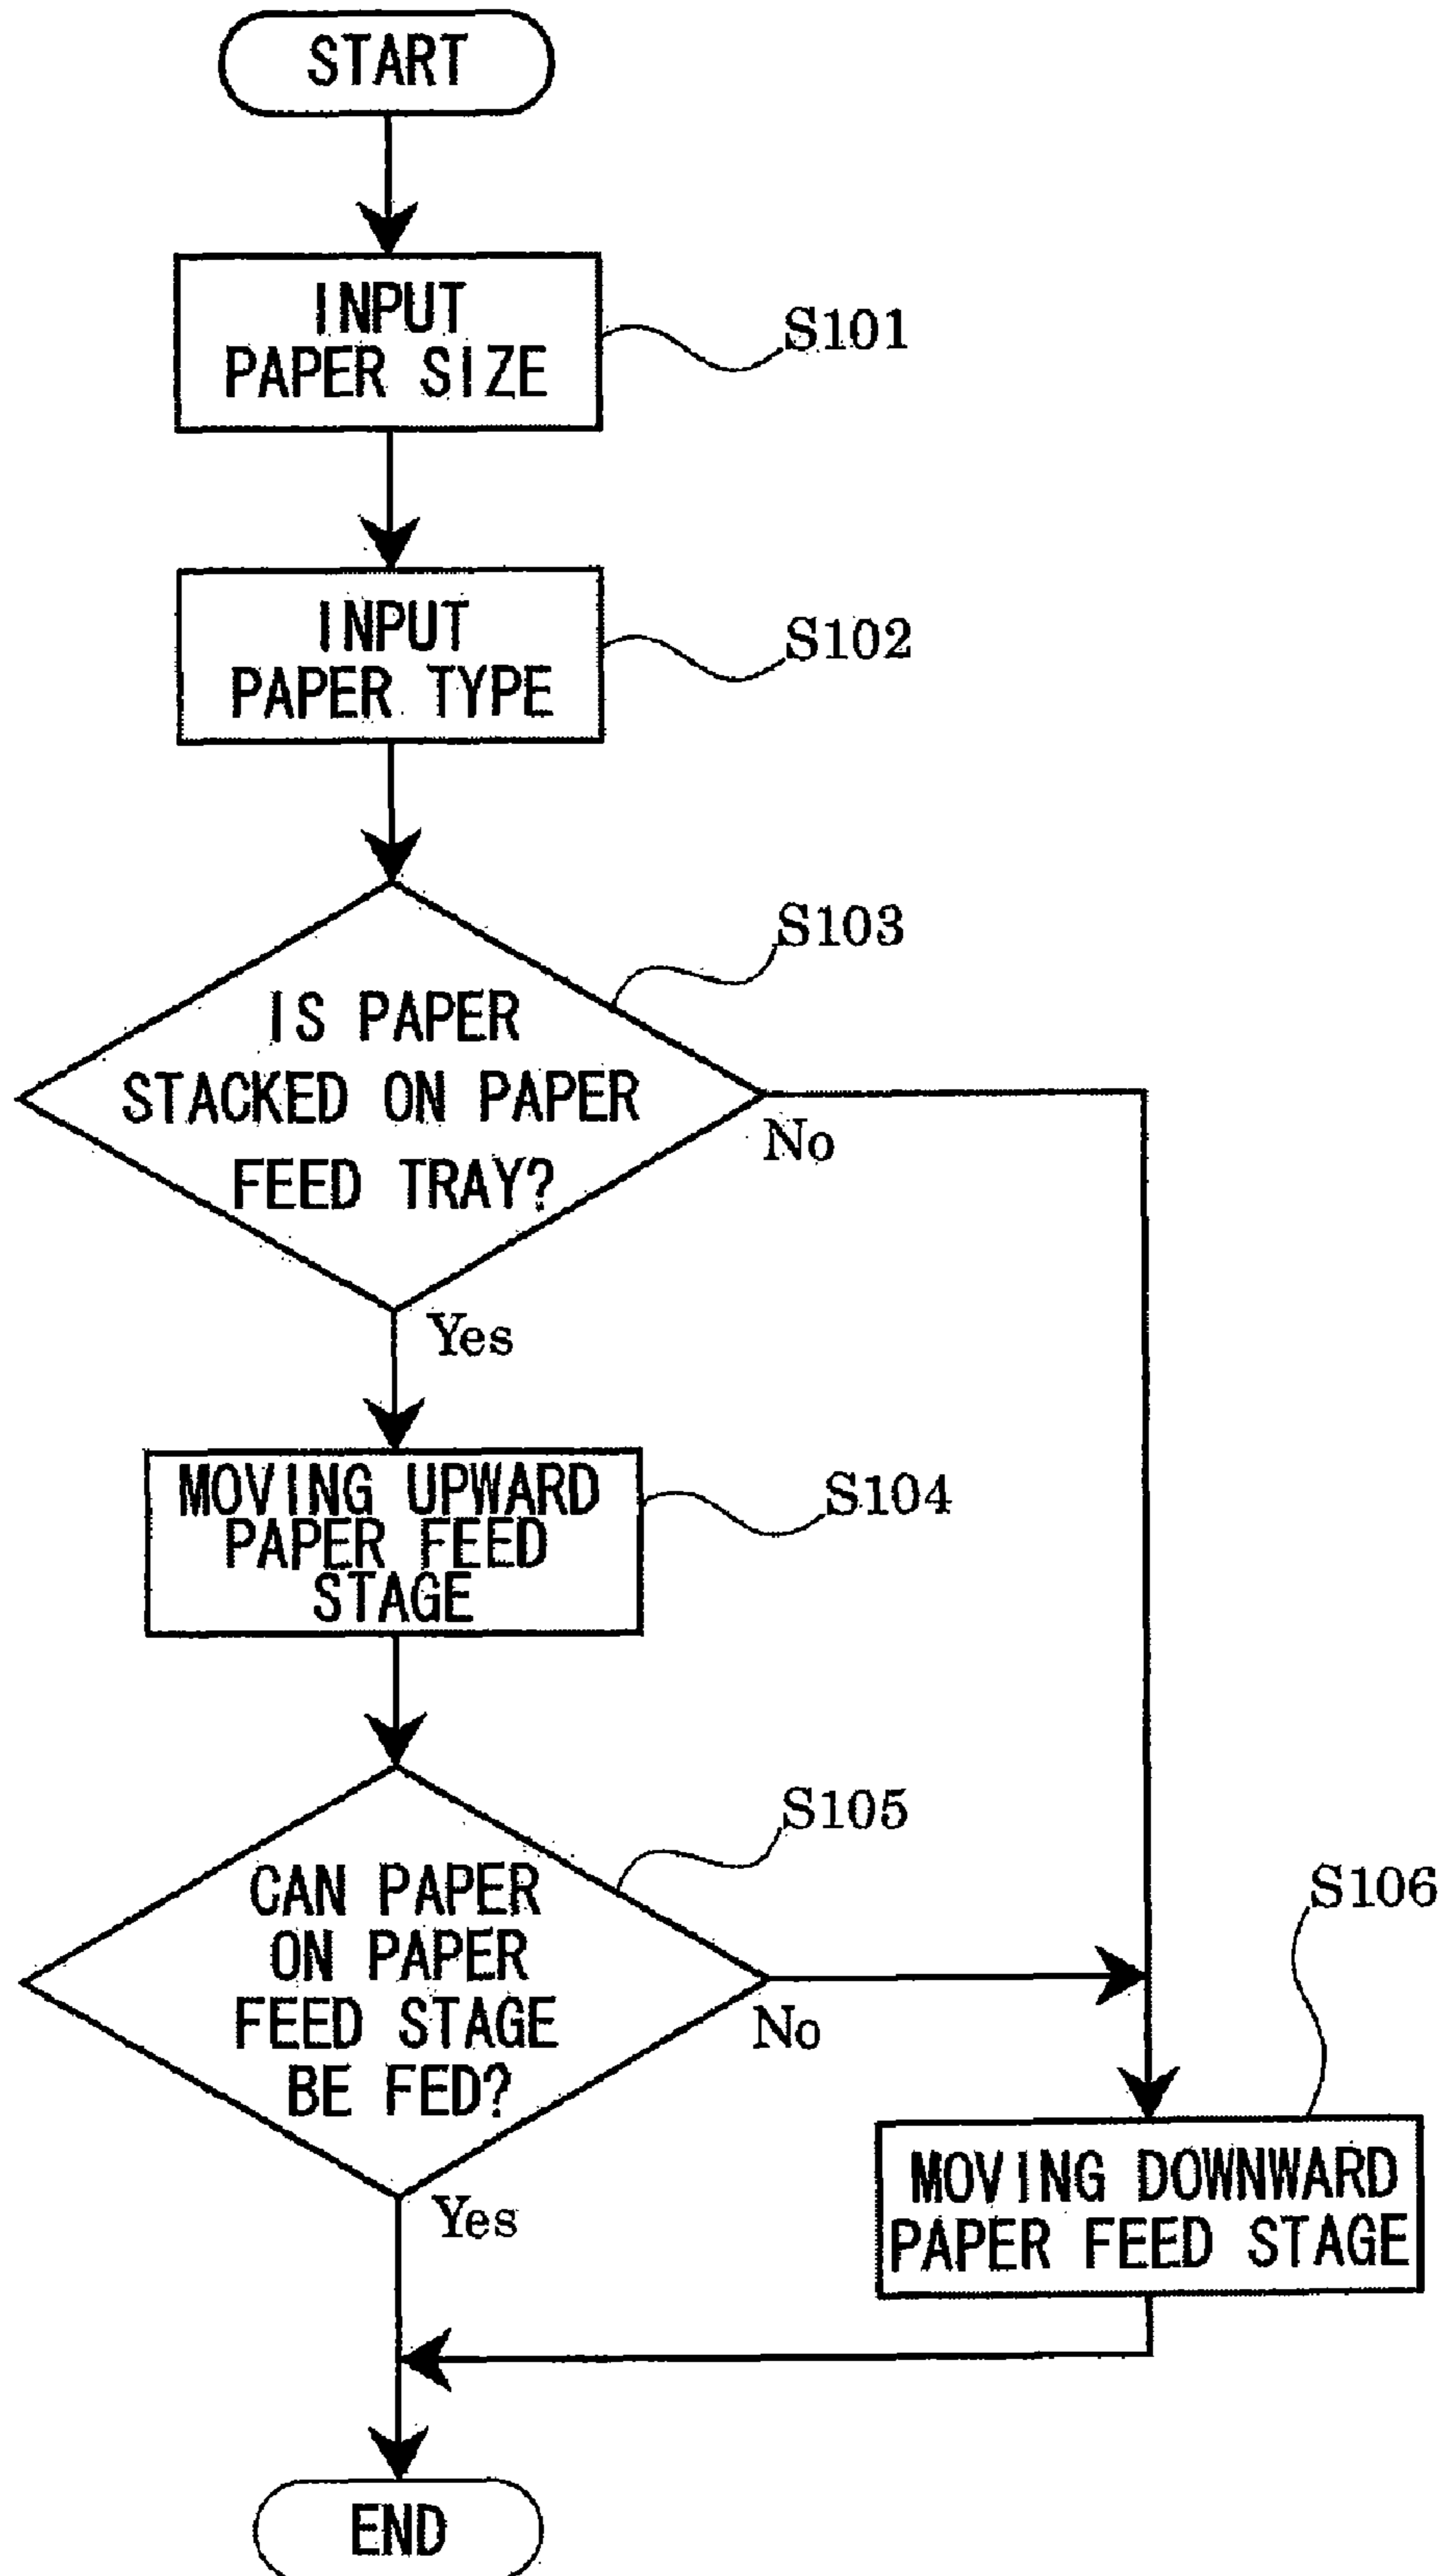 START
INPUT
PAPER SIZE
S101
INPUT
PAPER TYPE
S102
S103
IS PAPER
STACKED ON PAPER
FEED TRAY?
No
Yes
MOVING UPWARD
PAPER FEED
STAGE
S104
S105
CAN PAPER
ON PAPER
FEED STAGE
BE FED?
No
Yes
S106
MOVING DOWNWARD
PAPER FEED STAGE
END